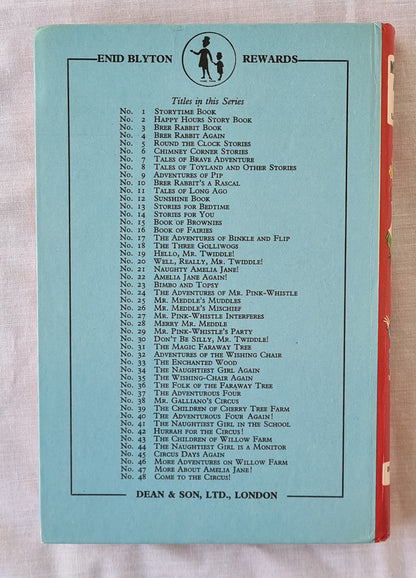 ENID BLYTON REWARDS
Titles in this Series
No. 1 STORYTIME BOOK
No. 2 HAPPY HOURS STORY BOOK
No. 3 BRER RABBIT BOOK
No. 4 BRER RABBIT AGAIN
No. 5 ROUND THE CLOCK STORIES
No. 6 CHIMNEY CORNER STORIES
No. 7 TALES OF BRAVE ADVENTURE
No. 8 TALES OF TOYLAND AND OTHER STORIES
No. 9 ADVENTURES OF PIP
No. 10 BRER RABBIT'S A RASCAL
No. 11 TALES OF LONG AGO
No. 12 SUNSHINE BOOK
No. 13 STORIES FOR BEDTIME
No. 14 STORIES FOR YOU
No. 15 BOOK OF BROWNIES
No. 16 BOOK OF FAIRIES
No. 17 THE ADVENTURES OF BINKLE AND FLIP
No. 18 THE THREE GOLLIWOGS
No. 19 HELLO, MR. TWIDDLE!
No. 20 WELL, REALLY, MR. TWIDDLE!
No. 21 NAUGHTY AMELIA JANE!
No. 22 AMELIA JANE AGAIN!
No. 23 BIMBO AND TOPSY
No. 24 THE ADVENTURES OF MR. PINK-WHISTLE
No. 25 MR. MEDDLE'S MUDDLES
No. 26 MR. MEDDLE'S MISCHIEF
No. 27 MR. PINK-WHISTLE INTERFERES
No. 28 MERRY MR. MEDDLE
No. 29 MR. PINK-WHISTLE'S PARTY
No. 30 DON'T BE SILLY, MR. TWIDDLE!
No. 31 THE MAGIC FARAWAY TREE
No. 32 ADVENTURES OF THE WISHING CHAIR
No. 33 THE ENCHANTED WOOD
No. 34 THE NAUGHTIEST GIRL AGAIN
No. 35 THE WISHING-CHAIR AGAIN
No. 36 THE FOLK OF THE FARAWAY TREE
No. 37 THE ADVENTUROUS FOUR
No. 38 MR. GALLIANO'S CIRCUS
No. 39 THE CHILDREN OF CHERRY TREE FARM
No. 40 THE ADVENTUROUS FOUR AGAIN!
No. 41 THE NAUGHTIEST GIRL IN THE SCHOOL
No. 42 HURRAH FOR THE CIRCUS!
No. 43 THE CHILDREN OF WILLOW FARM
No. 44 THE NAUGHTIEST GIRL IS A MONITOR
No. 45 CIRCUS DAYS AGAIN
No. 46 MORE ADVENTURES ON WILLOW FARM
No. 47 MORE ABOUT AMELIA JANE!
No. 48 COME TO THE CIRCUS!
DEAN & SON, LTD., LONDON